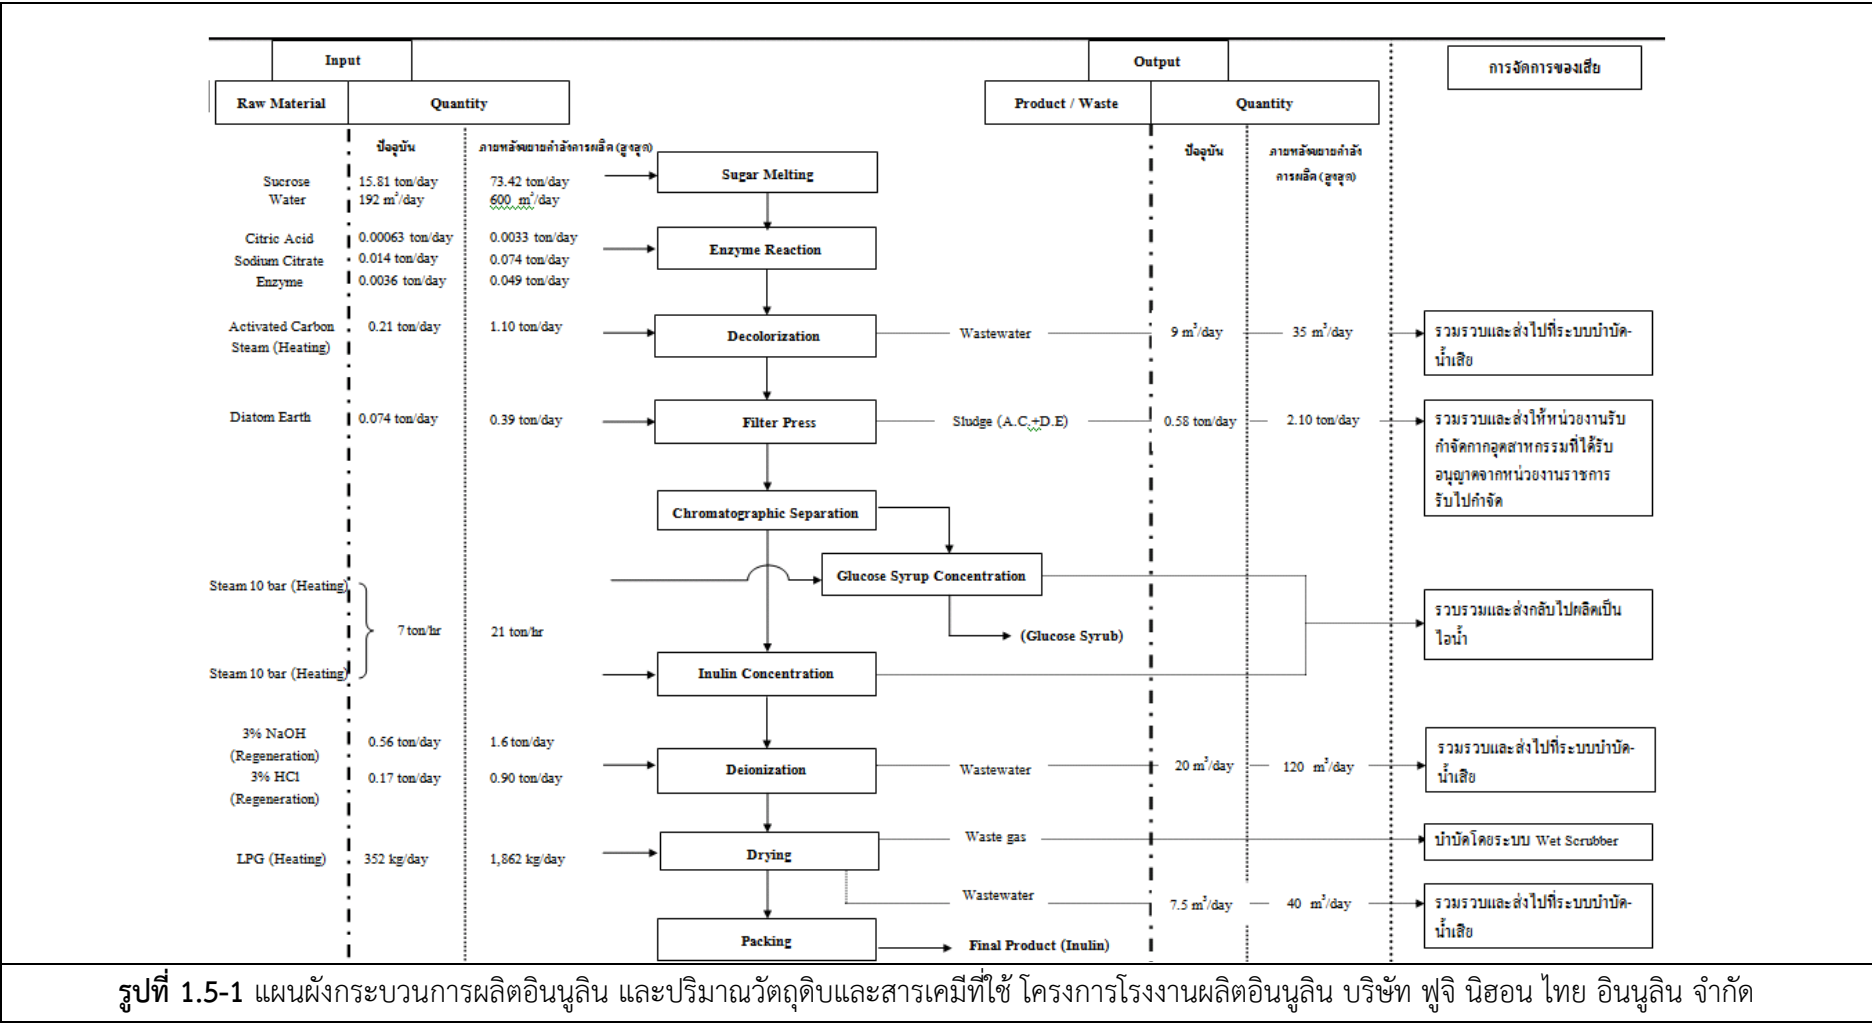 Input
Output
การจัดการของเสีย
Raw Material
Quantity
Product / Waste
Quantity
ปัจจุบัน
ภายหลังขยายกำลังการผลิต (สูงสุด)
ปัจจุบัน
ภายหลังขยายกำลัง
การผลิต (สูงสุด)
Sucrose 15.81 ton/day 73.42 ton/day
Water 192 m³/day 600 m³/day
Sugar Melting
Citric Acid 0.00063 ton/day 0.0033 ton/day
Sodium Citrate 0.014 ton/day 0.074 ton/day
Enzyme 0.0036 ton/day 0.049 ton/day
Enzyme Reaction
Activated Carbon 0.21 ton/day 1.10 ton/day
Steam (Heating)
Decolorization
Wastewater 9 m³/day 35 m³/day
รวมรวบและส่งไปที่ระบบบำบัด-
น้ำเสีย
Diatom Earth 0.074 ton/day 0.39 ton/day
Filter Press
Sludge (A.C.+D.E) 0.58 ton/day 2.10 ton/day
รวมรวบและส่งให้หน่วยงานรับ
กำจัดกากอุตสาหกรรมที่ได้รับ
อนุญาตจากหน่วยงานราชการ
รับไปกำจัด
Chromatographic Separation
Steam 10 bar (Heating)
Glucose Syrup Concentration
7 ton/hr 21 ton/hr
(Glucose Syrub)
รวบรวมและส่งกลับไปผลิตเป็น
ไอน้ำ
Steam 10 bar (Heating)
Inulin Concentration
3% NaOH
(Regeneration)
0.56 ton/day 1.6 ton/day
3% HCl
(Regeneration)
0.17 ton/day 0.90 ton/day
Deionization
Wastewater 20 m³/day 120 m³/day
รวมรวบและส่งไปที่ระบบบำบัด-
น้ำเสีย
LPG (Heating) 352 kg/day 1,862 kg/day
Drying
Waste gas
บำบัดโดยระบบ Wet Scrubber
Wastewater 7.5 m³/day 40 m³/day
รวมรวบและส่งไปที่ระบบบำบัด-
น้ำเสีย
Packing
Final Product (Inulin)
รูปที่ 1.5-1 แผนผังกระบวนการผลิตอินนูลิน และปริมาณวัตถุดิบและสารเคมีที่ใช้ โครงการโรงงานผลิตอินนูลิน บริษัท ฟูจิ นิฮอน ไทย อินนูลิน จำกัด